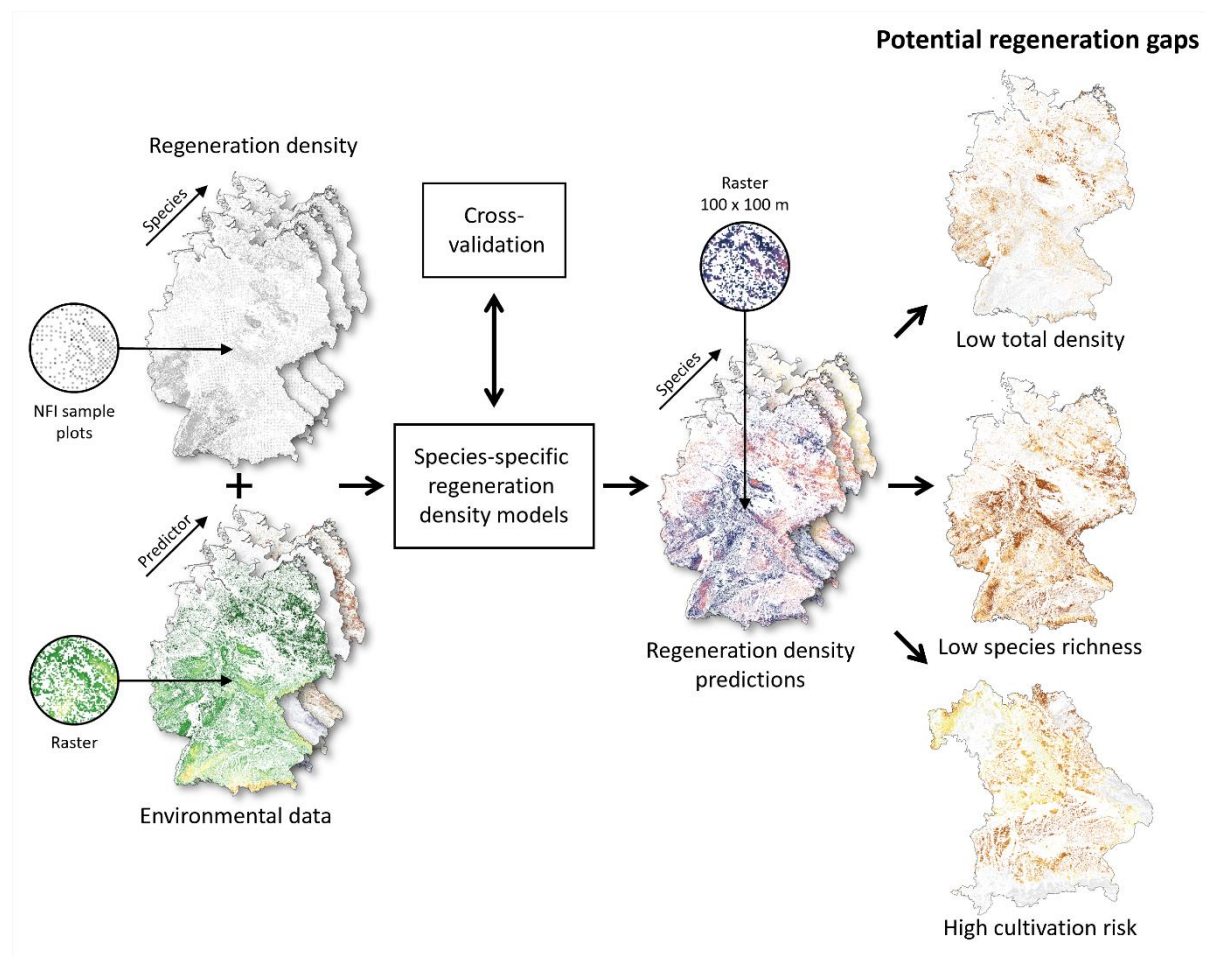 Potential regeneration gaps
Regeneration density
Species
NFI sample
plots
+
Predictor
Raster
Environmental data
Cross-
validation
Species-specific
regeneration
density models
Raster
100 x 100 m
Species
Regeneration density
predictions
Low total density
Low species richness
High cultivation risk